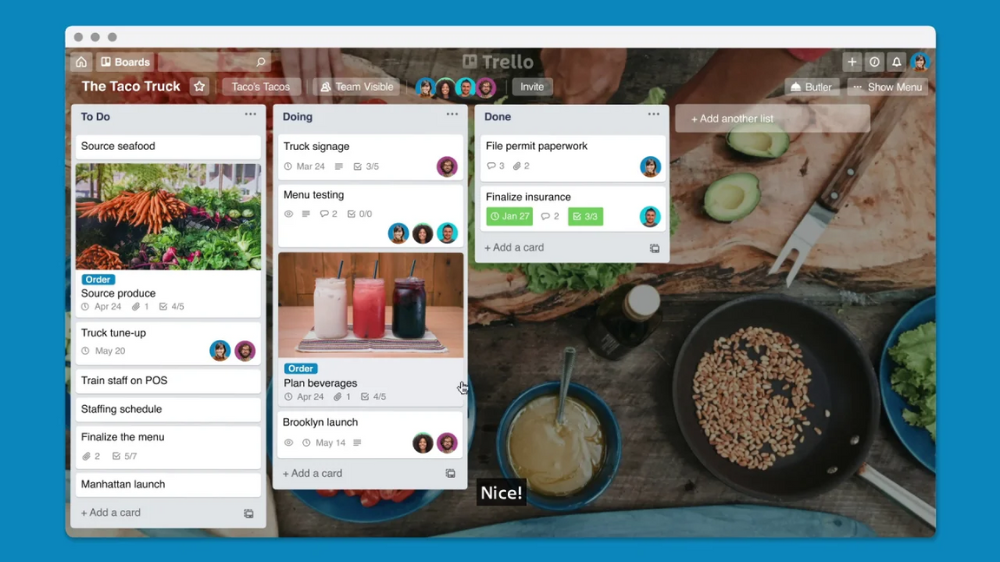 Boards
Trello
The Taco Truck
Taco's Tacos
Team Visible
Invite
Butler
Show Menu
To Do
Source seafood
Order
Source produce
Apr 24 1 4/5
Truck tune-up
May 20
Train staff on POS
Staffing schedule
Finalize the menu
2 5/7
Manhattan launch
+ Add a card
Doing
Truck signage
Mar 24 3/5
Menu testing
2 0/0
Order
Plan beverages
Apr 24 1 4/5
Brooklyn launch
May 14
+ Add a card
Done
File permit paperwork
3 2
Finalize insurance
Jan 27 2 3/3
+ Add a card
+ Add another list
Nice!